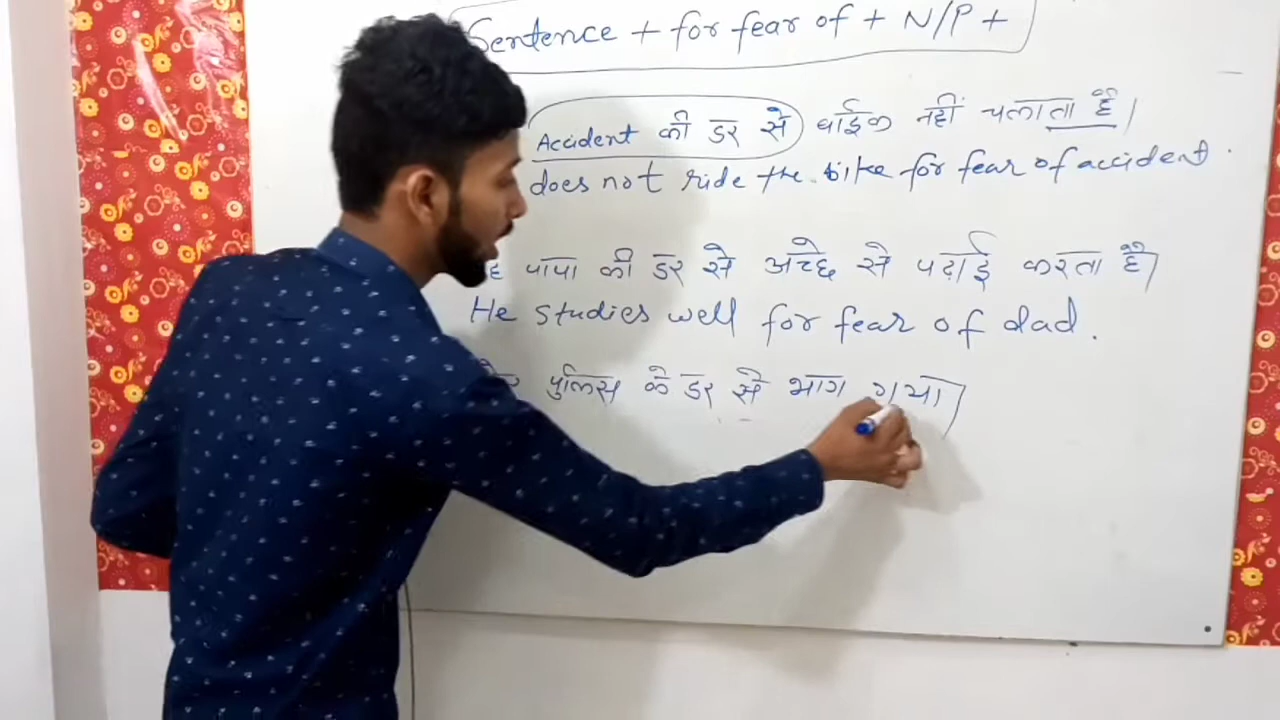 Sentence + for fear of + N/P +
Accident की डर से बाईक नहीं चलाता है।
does not ride the bike for fear of accident.
पापा की डर से अच्छे से पढ़ाई करता है।
He studies well for fear of dad.
पुलिस के डर से भाग गया।